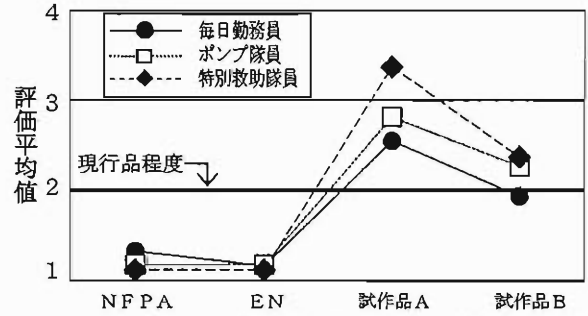 毎日勤務員
ポンプ隊員
特別救助隊員
評価平均値
4
3
2
1
現行品程度
NFPA
EN
試作品A
試作品B